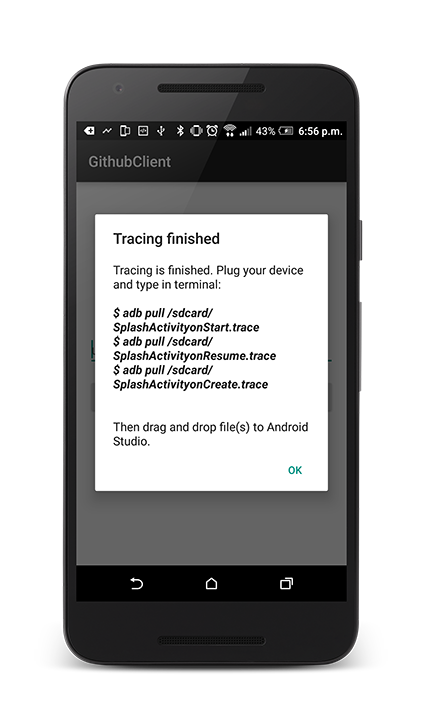 43% 6:56 p.m.
GithubClient
Tracing finished
Tracing is finished. Plug your device
and type in terminal:
$ adb pull /sdcard/
SplashActivityonStart.trace
$ adb pull /sdcard/
SplashActivityonResume.trace
$ adb pull /sdcard/
SplashActivityonCreate.trace
Then drag and drop file(s) to Android
Studio.
OK